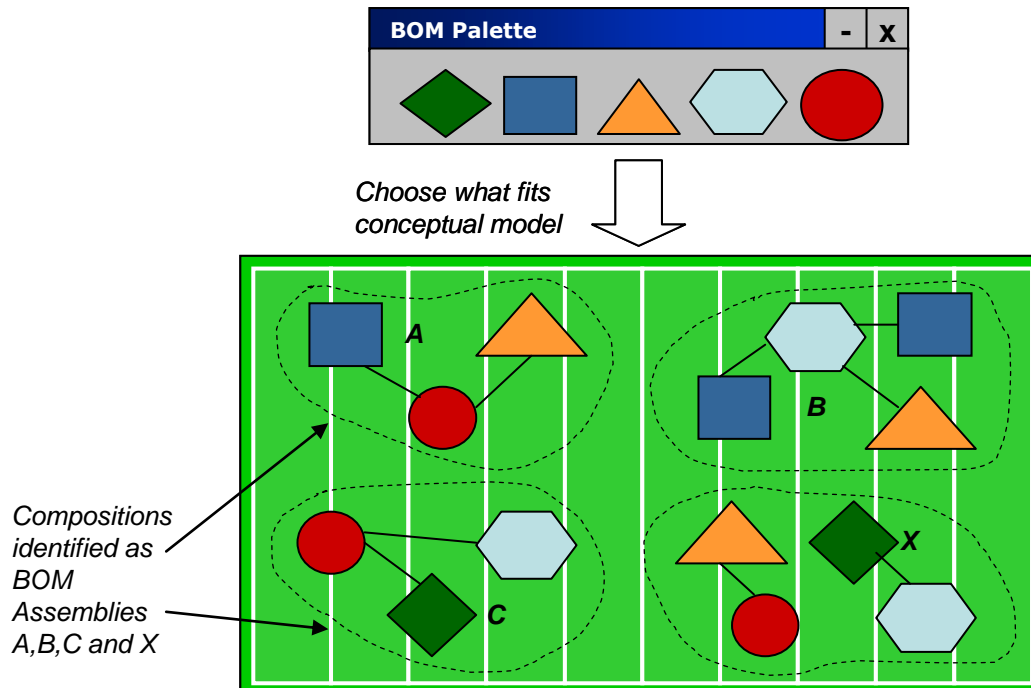 BOM Palette
- x
Choose what fits
conceptual model
A
B
Compositions
identified as
BOM
Assemblies
A,B,C and X
C
X